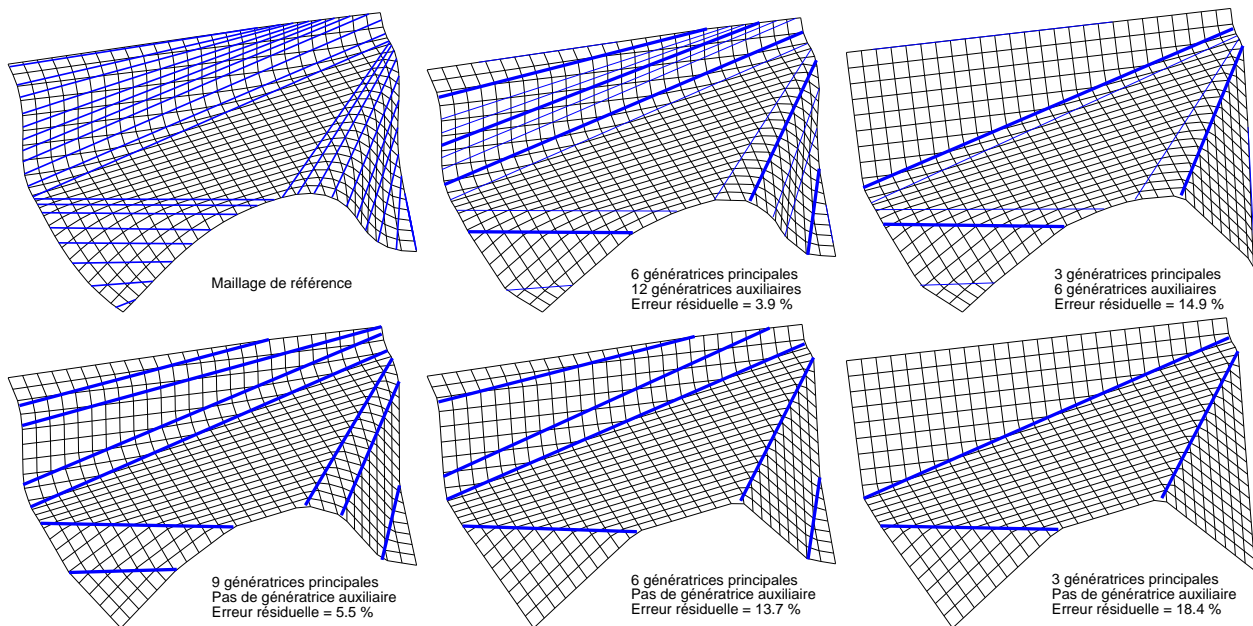 Maillage de référence
6 génératrices principales
12 génératrices auxiliaires
Erreur résiduelle = 3.9 %
3 génératrices principales
6 génératrices auxiliaires
Erreur résiduelle = 14.9 %
9 génératrices principales
Pas de génératrice auxiliaire
Erreur résiduelle = 5.5 %
6 génératrices principales
Pas de génératrice auxiliaire
Erreur résiduelle = 13.7 %
3 génératrices principales
Pas de génératrice auxiliaire
Erreur résiduelle = 18.4 %